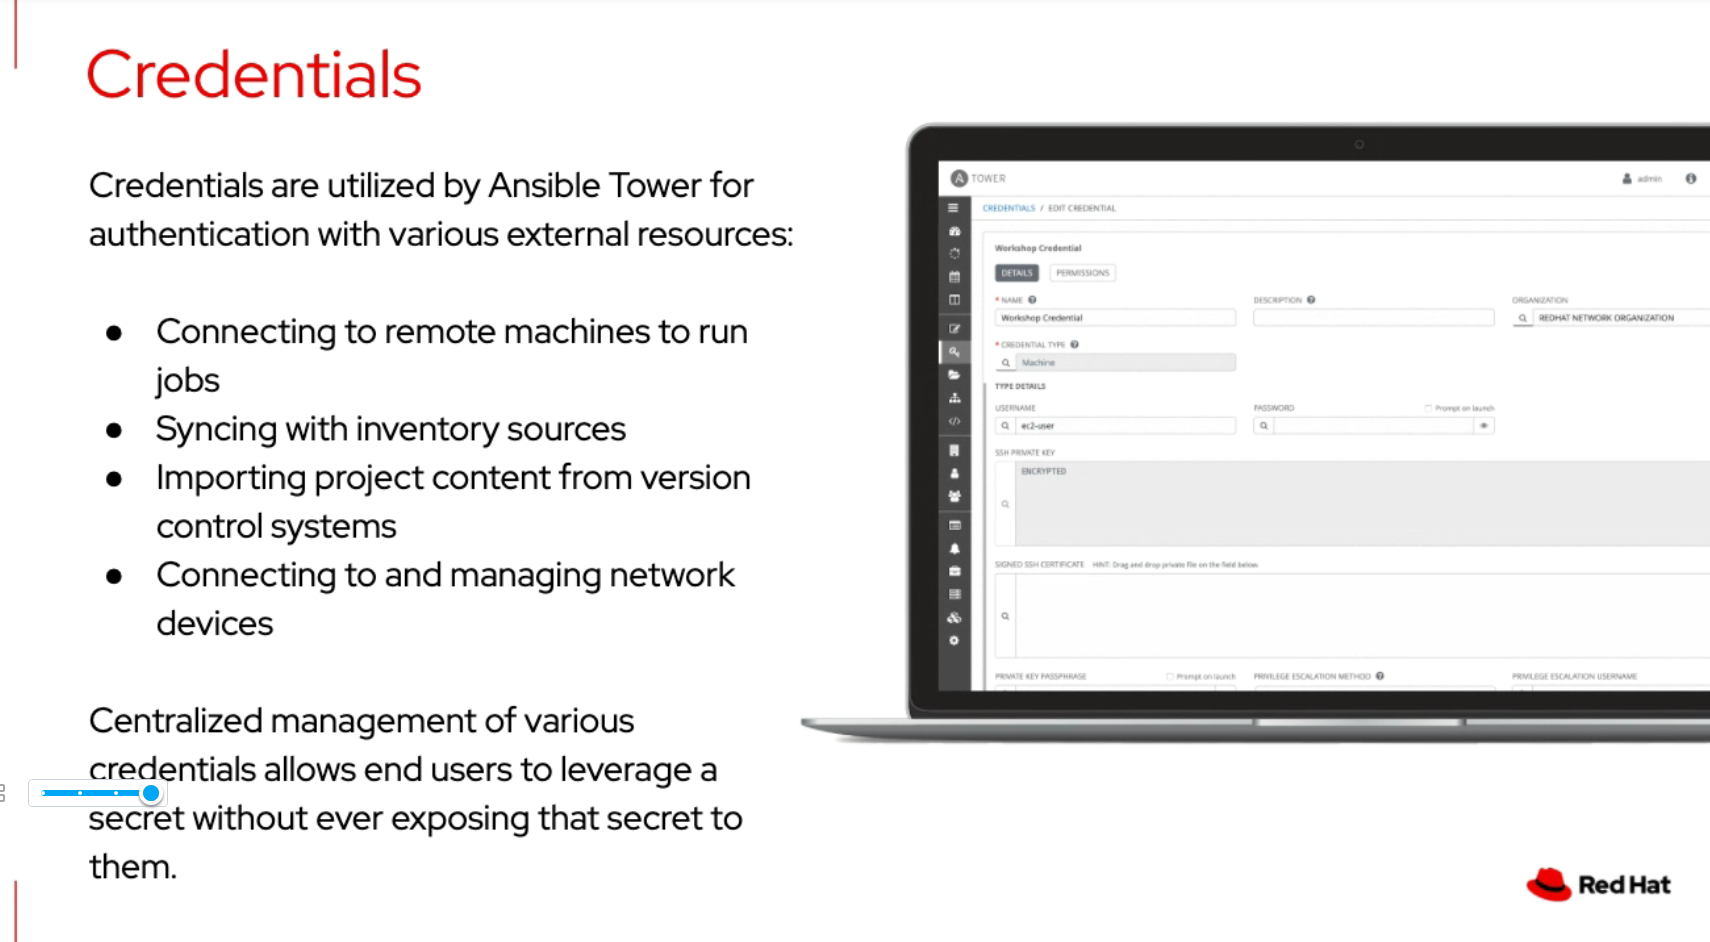 Credentials
Credentials are utilized by Ansible Tower for
authentication with various external resources:
● Connecting to remote machines to run
jobs
● Syncing with inventory sources
● Importing project content from version
control systems
● Connecting to and managing network
devices
Centralized management of various
credentials allows end users to leverage a
secret without ever exposing that secret to
them.
A TOWER
admin
CREDENTIALS / EDIT CREDENTIAL
Workshop Credential
DETAILS PERMISSIONS
* NAME DESCRIPTION ORGANIZATION
Workshop Credential REDHAT NETWORK ORGANIZATION
* CREDENTIAL TYPE
Machine
TYPE DETAILS
USERNAME PASSWORD Prompt on launch
ec2-user
SSH PRIVATE KEY
ENCRYPTED
SIGNED SSH CERTIFICATE HINT: Drag and drop private file on the field below
PRIVATE KEY PASSPHRASE Prompt on launch PRIVILEGE ESCALATION METHOD PRIVILEGE ESCALATION USERNAME
Red Hat